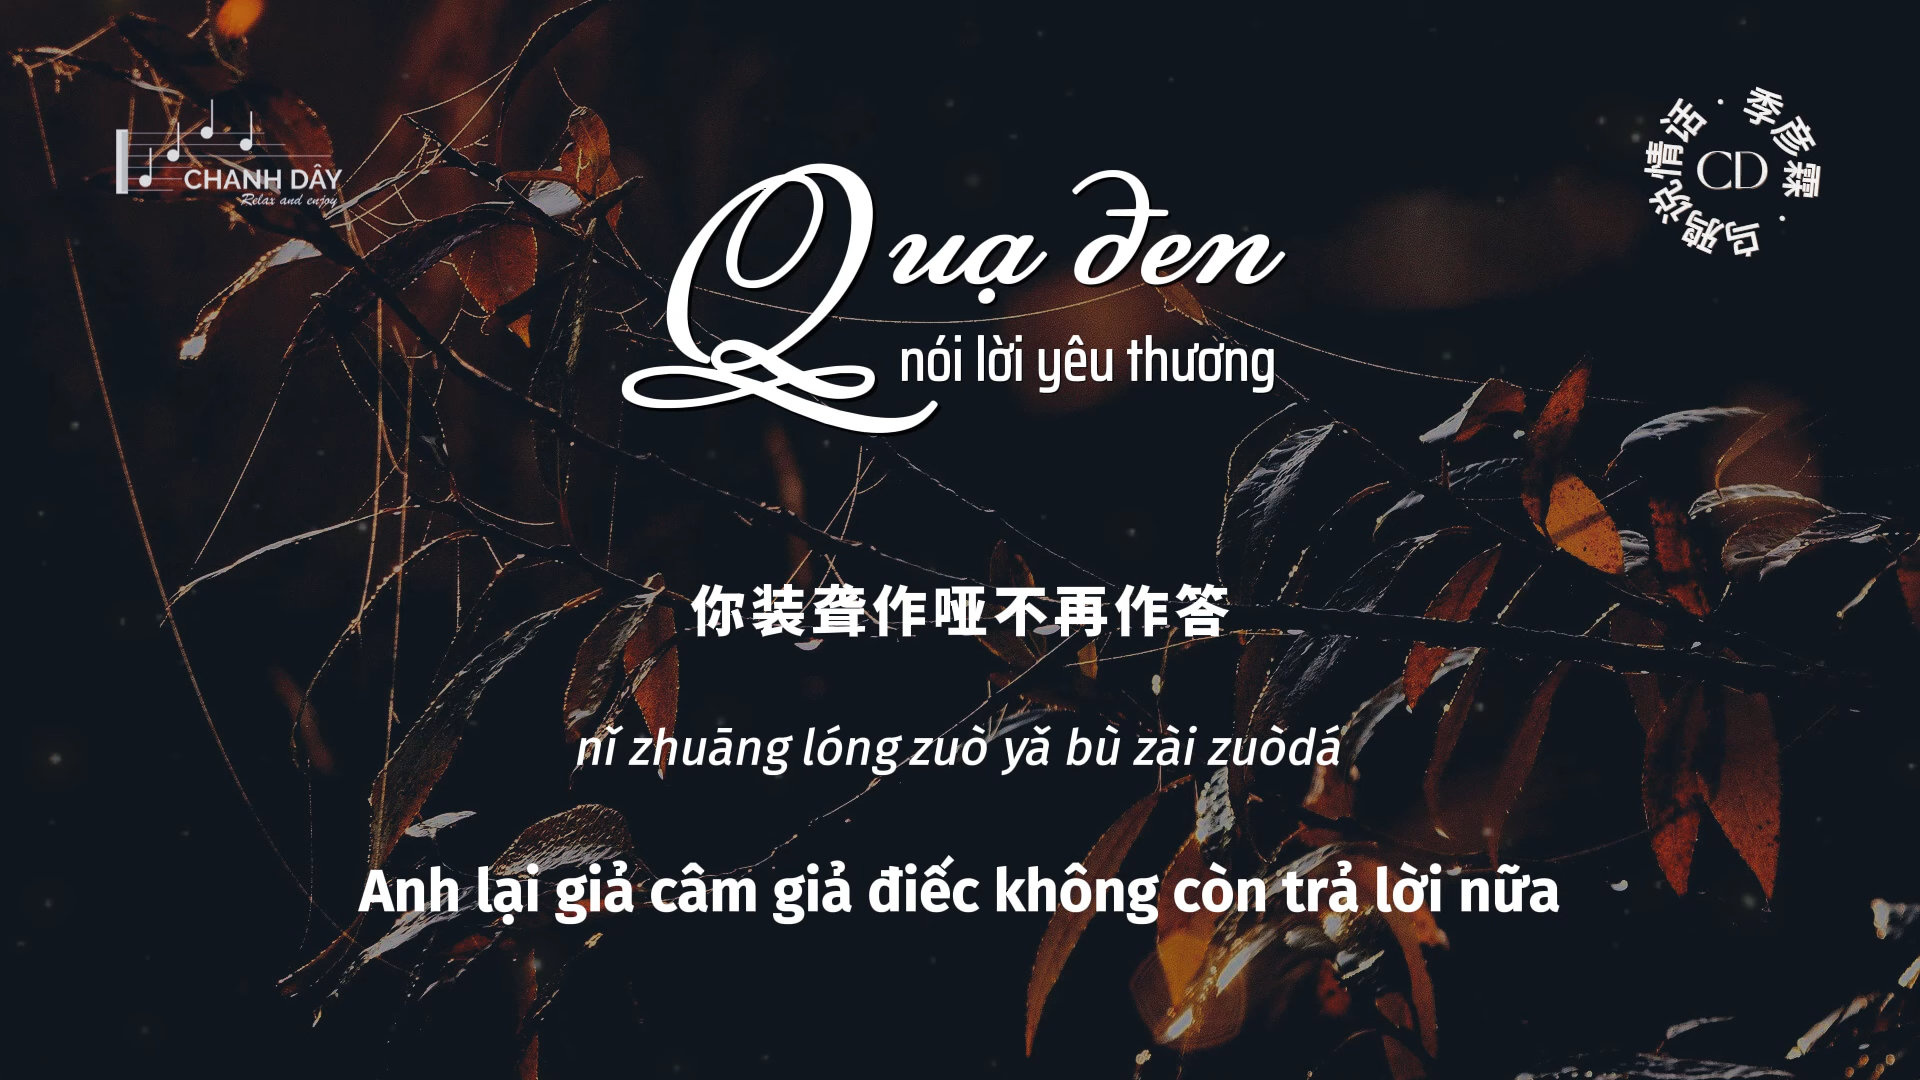 CHANH DÂY
Relax and enjoy
乌鸦说情话 · 季彦霖 ·
CD
Quạ đen
nói lời yêu thương
你装聋作哑不再作答
nǐ zhuāng lóng zuò yǎ bù zài zuòdá
Anh lại giả câm giả điếc không còn trả lời nữa